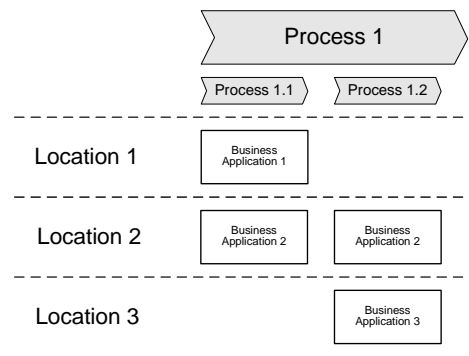 Process 1
Process 1.1 Process 1.2
Location 1
Business
Application 1
Location 2
Business
Application 2
Business
Application 2
Location 3
Business
Application 3